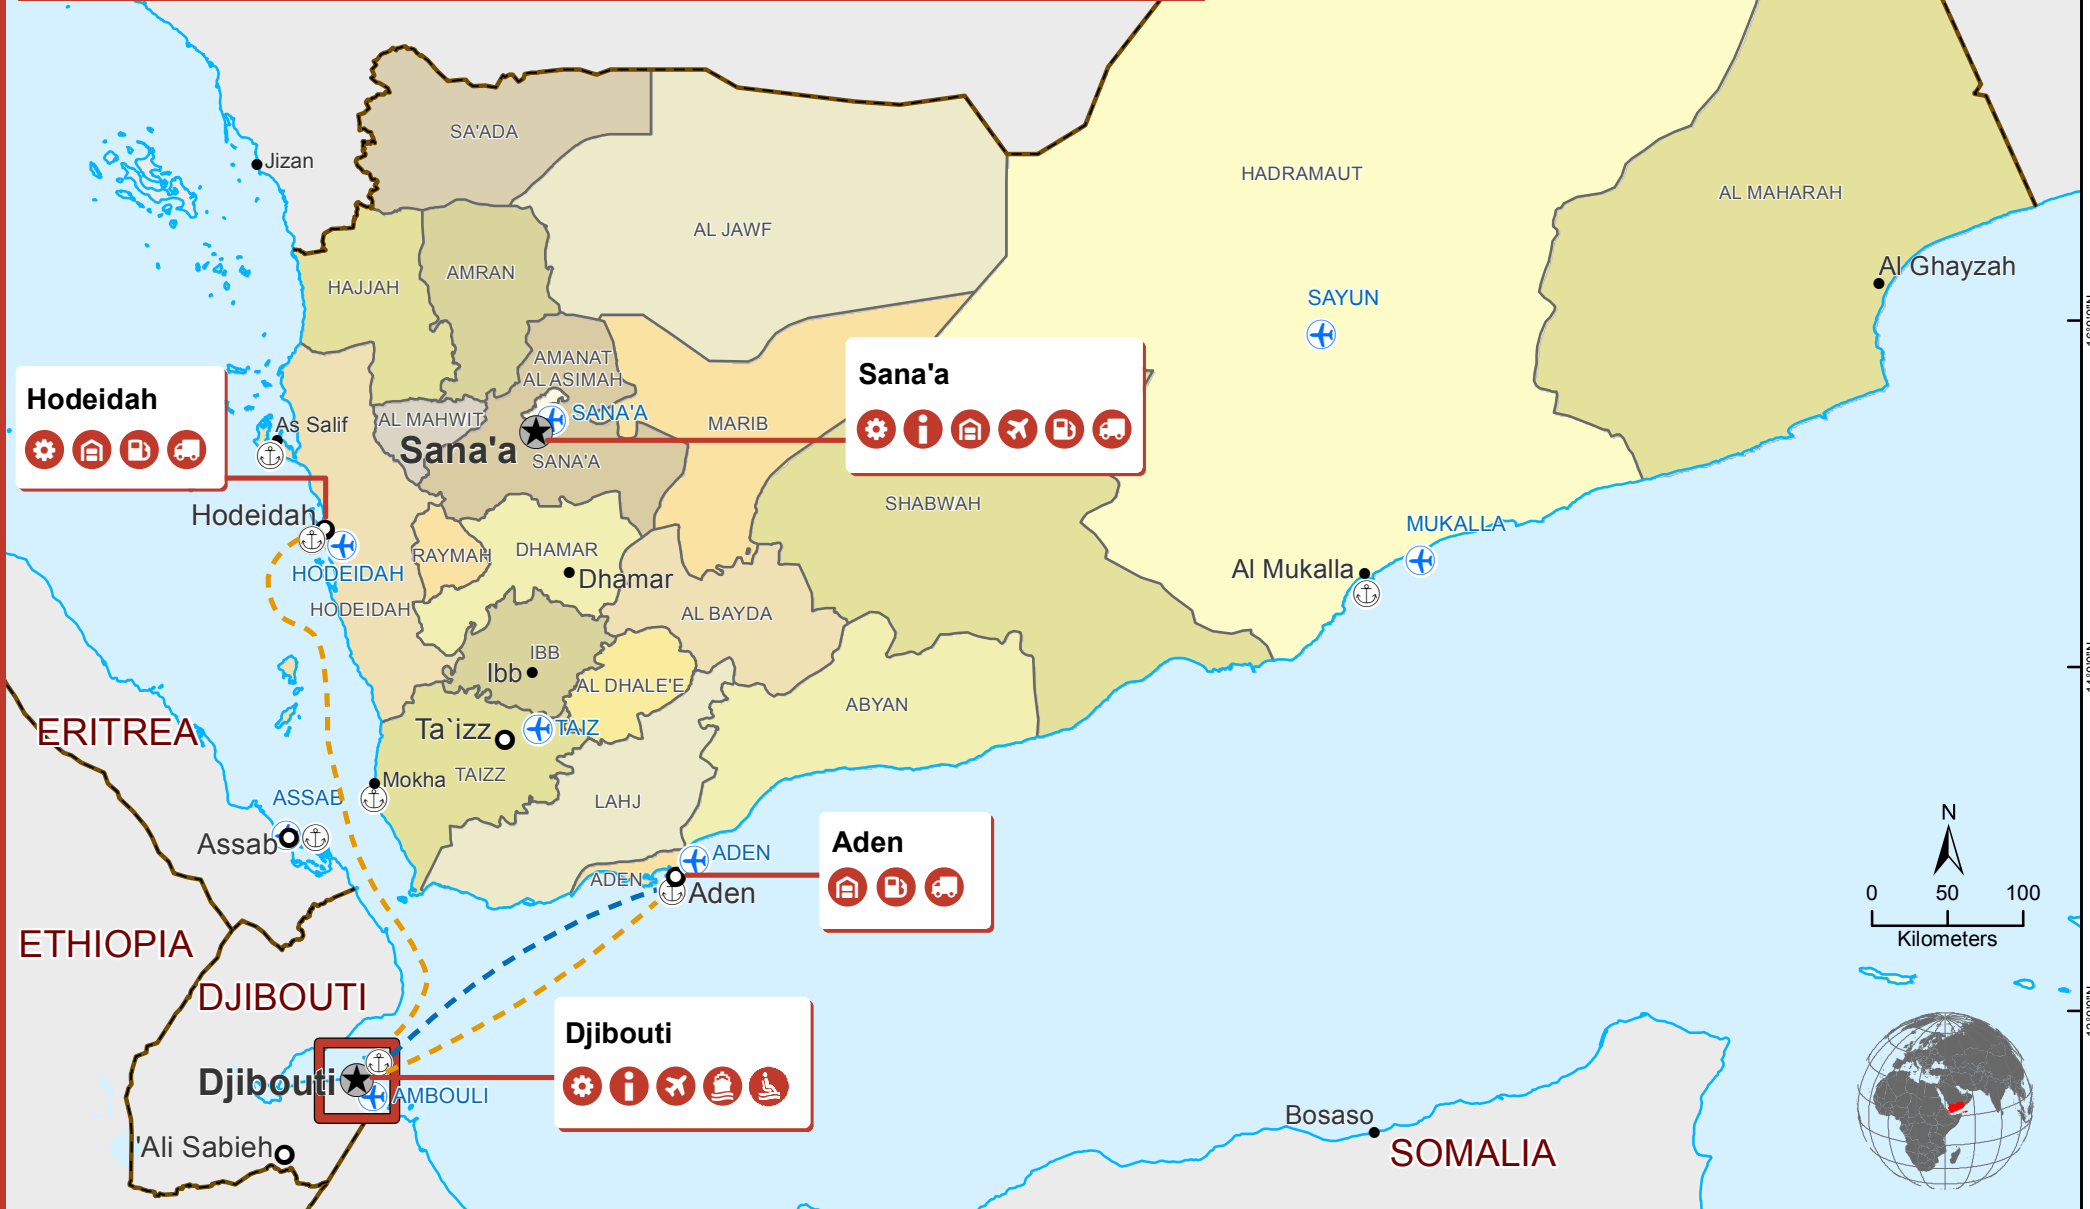 Jizan
SA'ADA
HADRAMAUT
AL MAHARAH
AL JAWF
HAJJAH
AMRAN
Al Ghayzah
SAYUN
AMANAT
AL ASIMAH
Sana'a
Hodeidah
As Salif
AL MAHWIT
SANA'A
MARIB
Sana'a
SANA'A
SHABWAH
Hodeidah
MUKALLA
HODEIDAH
RAYMAH
DHAMAR
Dhamar
Al Mukalla
HODEIDAH
AL BAYDA
IBB
Ibb
AL DHALE'E
ABYAN
ERITREA
Ta`izz
TAIZ
Mokha
TAIZZ
ASSAB
LAHJ
Assab
Aden
ADEN
ADEN
Aden
N
0 50 100
Kilometers
ETHIOPIA
DJIBOUTI
Djibouti
Djibouti
AMBOULI
'Ali Sabieh
Bosaso
SOMALIA